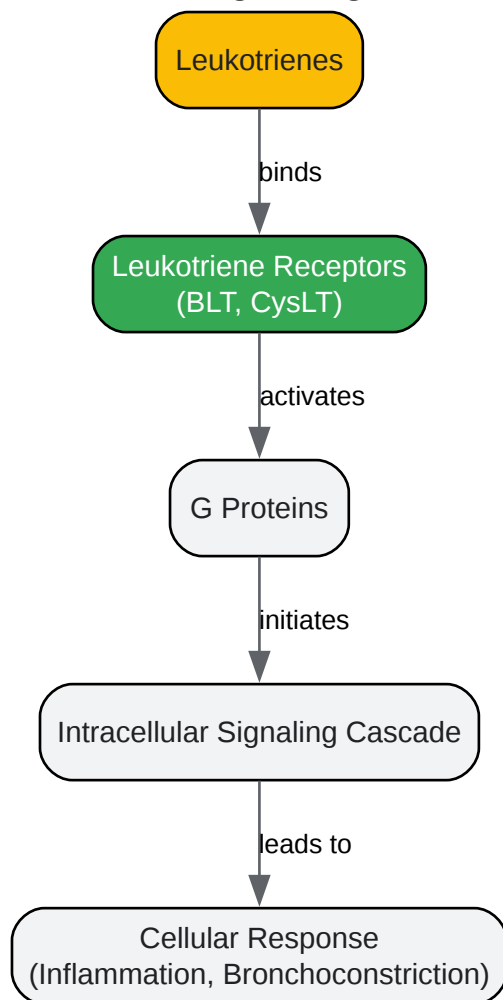 Leukotrienes
binds
Leukotriene Receptors
(BLT, CysLT)
activates
G Proteins
initiates
Intracellular Signaling Cascade
leads to
Cellular Response
(Inflammation, Bronchoconstriction)